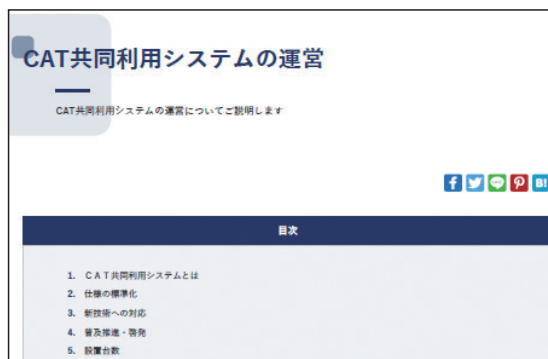 CAT共同利用システムの運営
CAT共同利用システムの運営についてご説明します
B!
目次
1. CAT共同利用システムとは
2. 仕様の標準化
3. 新技術への対応
4. 普及推進・啓発
5. 設置台数